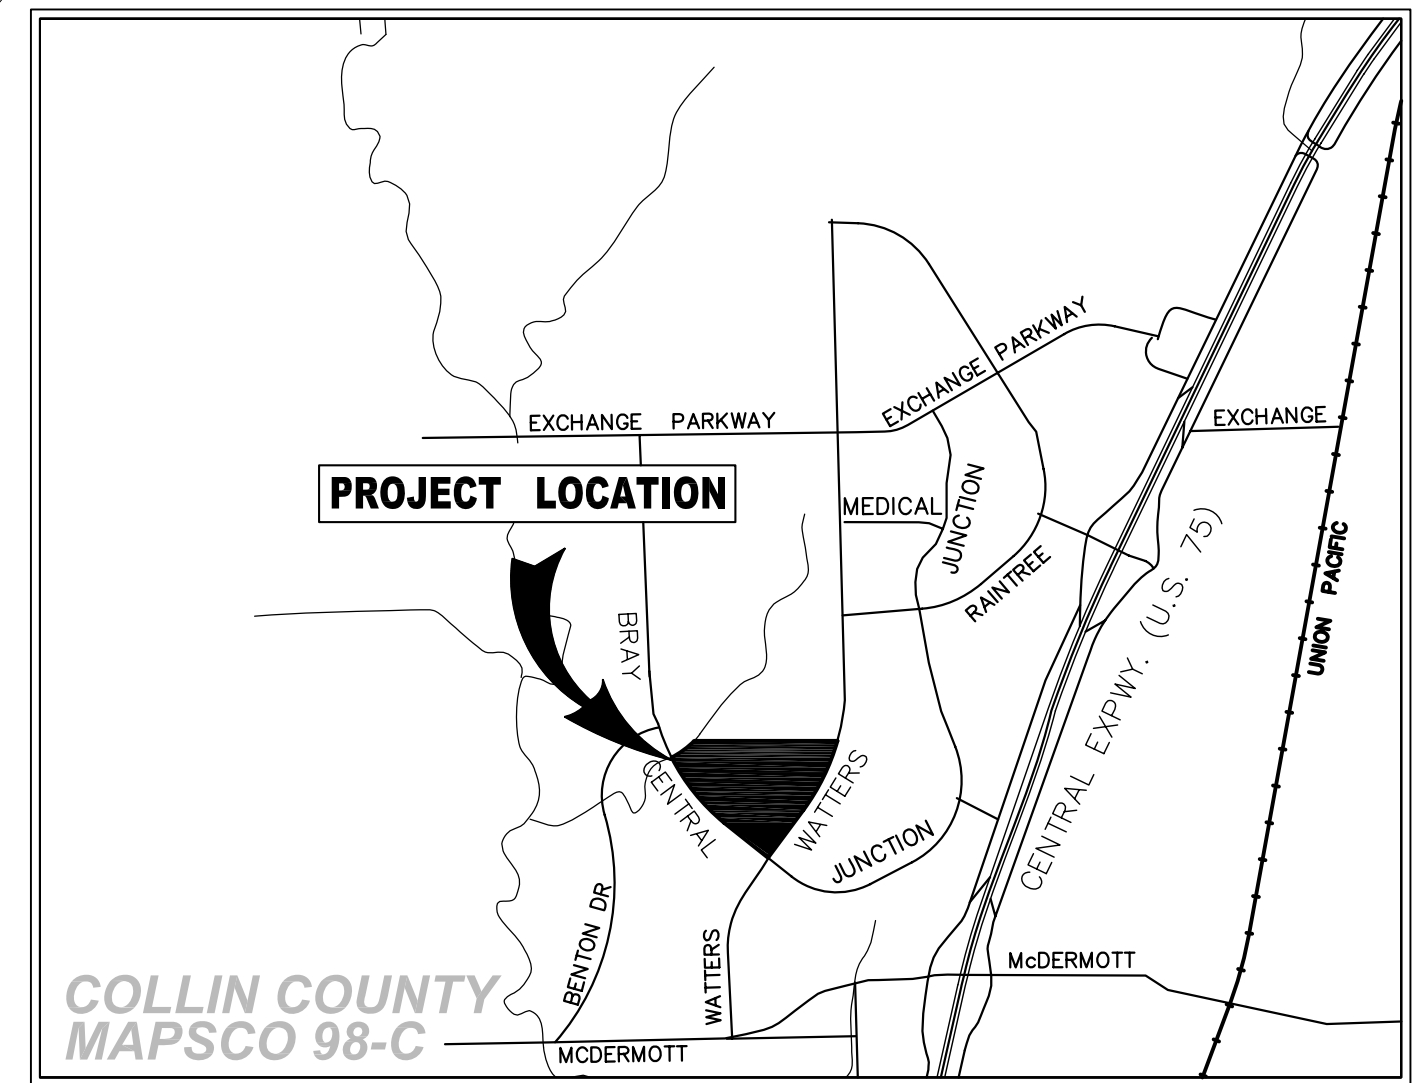 EXCHANGE PARKWAY
EXCHANGE PARKWAY
EXCHANGE
PROJECT LOCATION
MEDICAL
JUNCTION
RAINTREE
CENTRAL EXPWY. (U.S. 75)
UNION PACIFIC
BRAY
CENTRAL
WATTERS
JUNCTION
BENTON DR
WATTERS
McDERMOTT
MCDERMOTT
COLLIN COUNTY
MAPSCO 98-C